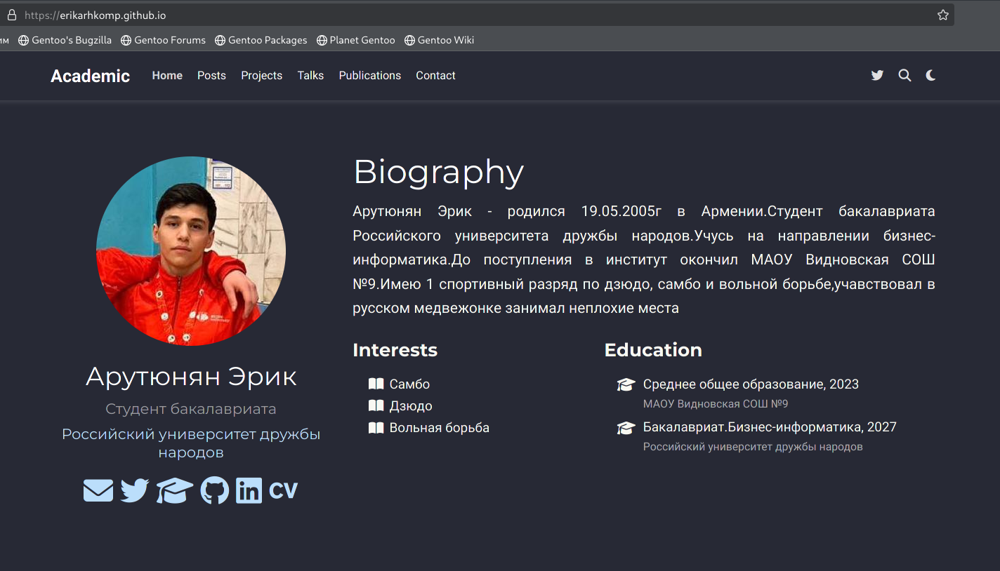 https://erikarhkomp.github.io
им Gentoo's Bugzilla Gentoo Forums Gentoo Packages Planet Gentoo Gentoo Wiki
Academic Home Posts Projects Talks Publications Contact
Biography
Арутюнян Эрик - родился 19.05.2005г в Армении.Студент бакалавриата
Российского университета дружбы народов.Учусь на направлении бизнес-
информатика.До поступления в институт окончил МАОУ Видновская СОШ
№9.Имею 1 спортивный разряд по дзюдо, самбо и вольной борьбе,учавствовал в
русском медвежонке занимал неплохие места
Арутюнян Эрик
Студент бакалавриата
Российский университет дружбы
народов
CV
Interests
Самбо
Дзюдо
Вольная борьба
Education
Среднее общее образование, 2023
МАОУ Видновская СОШ №9
Бакалавриат.Бизнес-информатика, 2027
Российский университет дружбы народов